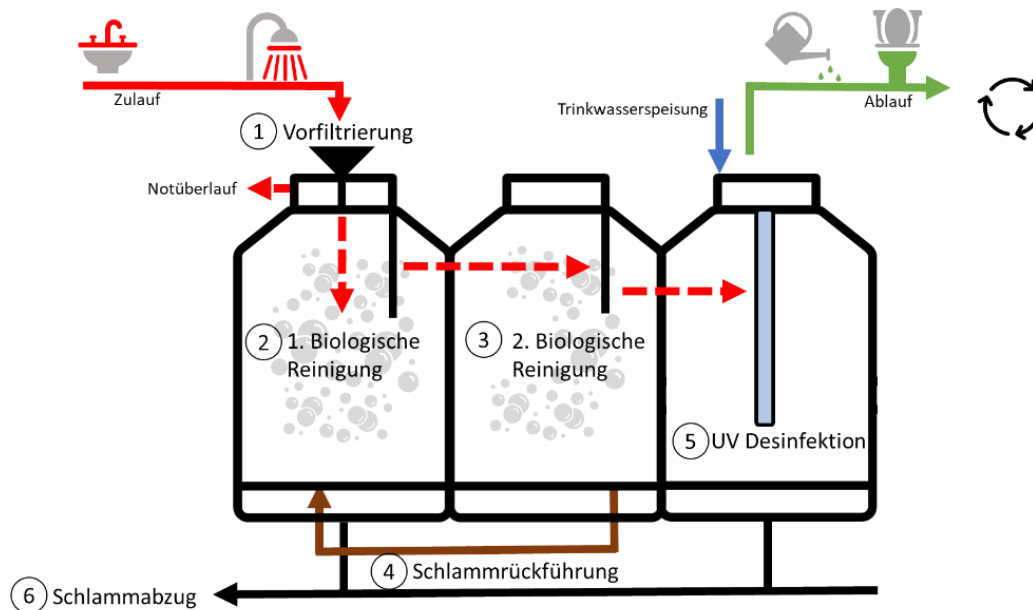 Zulauf
Trinkwasserspeisung
Ablauf
1 Vorfiltrierung
Notüberlauf
2 1. Biologische
Reinigung
3 2. Biologische
Reinigung
5 UV Desinfektion
4 Schlammrückführung
6 Schlammabzug